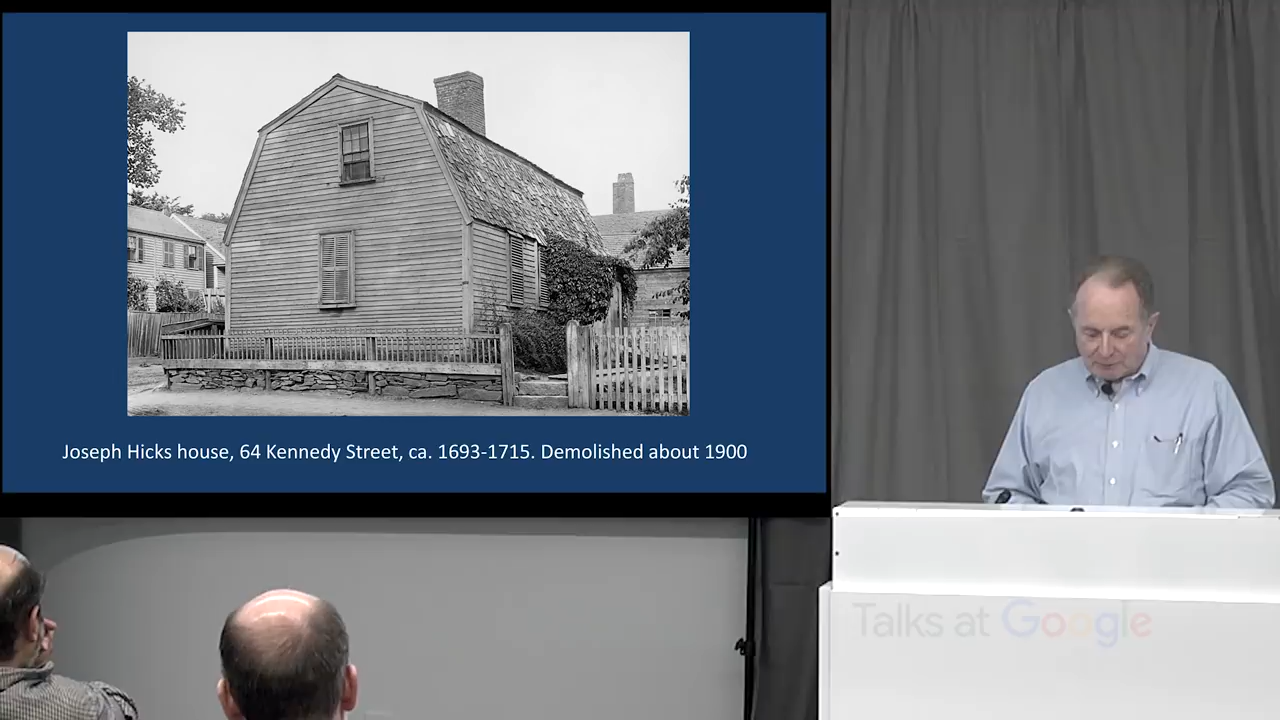 Joseph Hicks house, 64 Kennedy Street, ca. 1693-1715. Demolished about 1900
Talks at Google